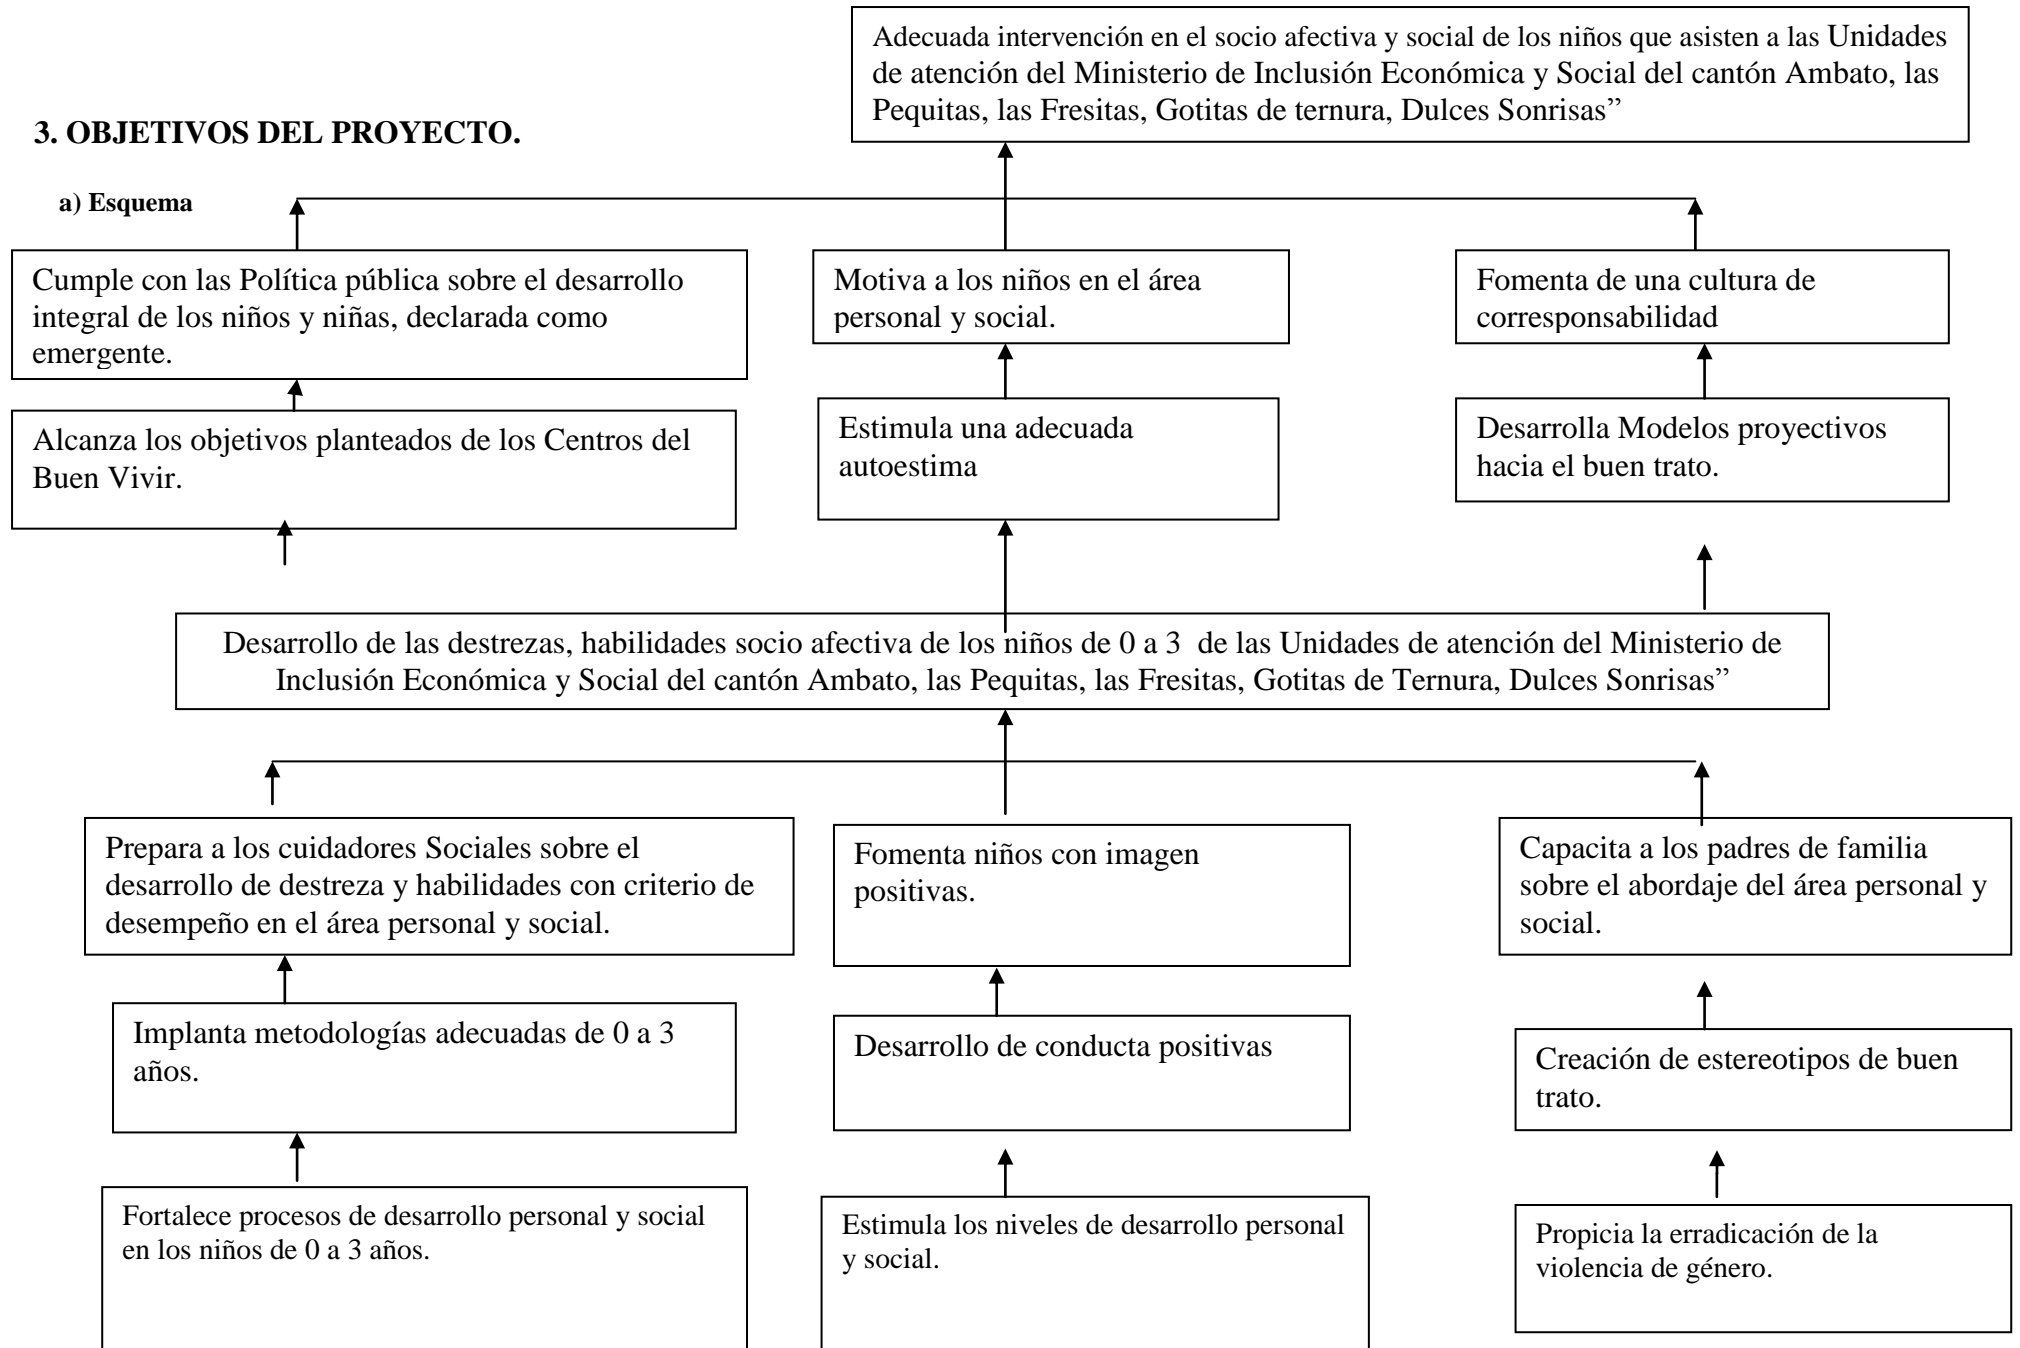 Adecuada intervención en el socio afectiva y social de los niños que asisten a las Unidades
de atención del Ministerio de Inclusión Económica y Social del cantón Ambato, las
Pequitas, las Fresitas, Gotitas de ternura, Dulces Sonrisas”
3. OBJETIVOS DEL PROYECTO.
a) Esquema
Cumple con las Política pública sobre el desarrollo
integral de los niños y niñas, declarada como
emergente.
Motiva a los niños en el área
personal y social.
Fomenta de una cultura de
corresponsabilidad
Alcanza los objetivos planteados de los Centros del
Buen Vivir.
Estimula una adecuada
autoestima
Desarrolla Modelos proyectivos
hacia el buen trato.
Desarrollo de las destrezas, habilidades socio afectiva de los niños de 0 a 3 de las Unidades de atención del Ministerio de
Inclusión Económica y Social del cantón Ambato, las Pequitas, las Fresitas, Gotitas de Ternura, Dulces Sonrisas”
Prepara a los cuidadores Sociales sobre el
desarrollo de destreza y habilidades con criterio de
desempeño en el área personal y social.
Fomenta niños con imagen
positivas.
Capacita a los padres de familia
sobre el abordaje del área personal y
social.
Implanta metodologías adecuadas de 0 a 3
años.
Desarrollo de conducta positivas
Creación de estereotipos de buen
trato.
Fortalece procesos de desarrollo personal y social
en los niños de 0 a 3 años.
Estimula los niveles de desarrollo personal
y social.
Propicia la erradicación de la
violencia de género.